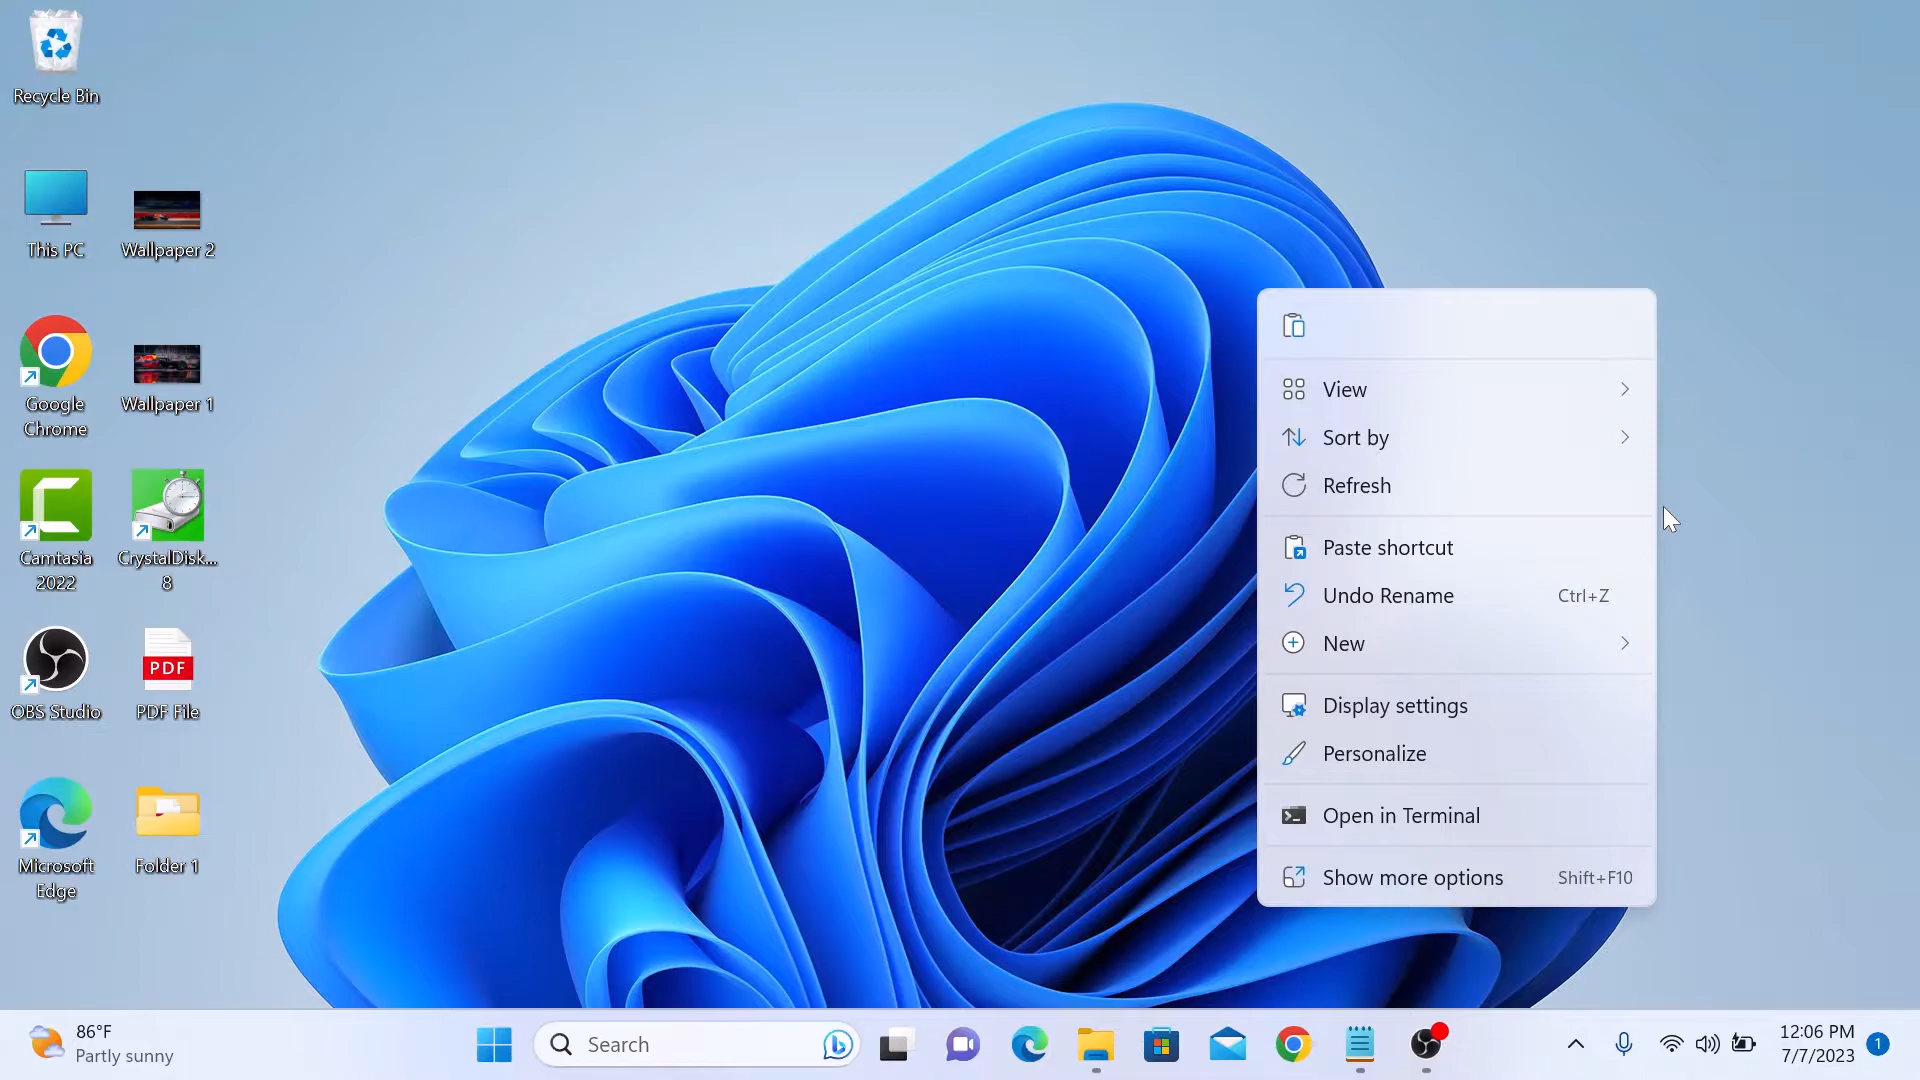 Recycle Bin
This PC
Wallpaper 2
Google
Chrome
Wallpaper 1
Camtasia
2022
CrystalDisk...
8
OBS Studio
PDF
PDF File
Microsoft
Edge
Folder 1
View
Sort by
Refresh
Paste shortcut
Undo Rename Ctrl+Z
New
Display settings
Personalize
Open in Terminal
Show more options Shift+F10
86°F
Partly sunny
Search
12:06 PM
7/7/2023
1